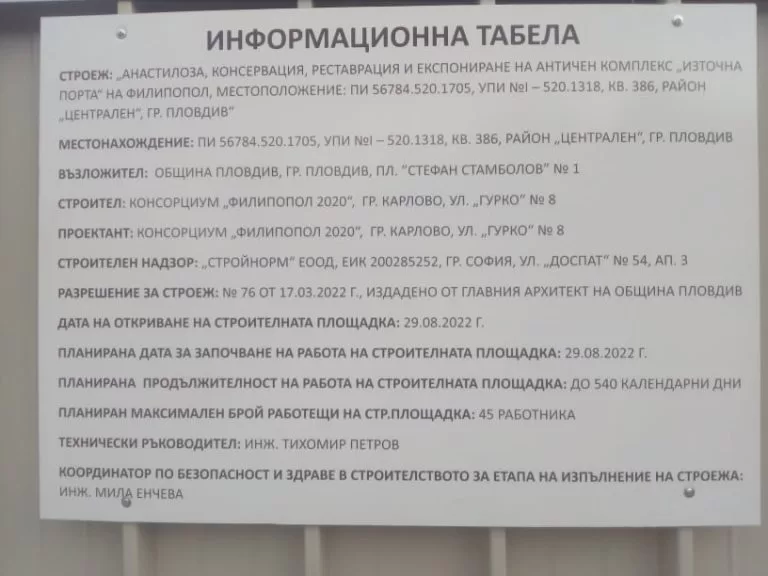 ИНФОРМАЦИОННА ТАБЕЛА
СТРОЕЖ: „АНАСТИЛОЗА, КОНСЕРВАЦИЯ, РЕСТАВРАЦИЯ И ЕКСПОНИРАНЕ НА АНТИЧЕН КОМПЛЕКС „ИЗТОЧНА
ПОРТА“ НА ФИЛИПОПОЛ, МЕСТОПОЛОЖЕНИЕ: ПИ 56784.520.1705, УПИ №I – 520.1318, КВ. 386, РАЙОН
„ЦЕНТРАЛЕН“, ГР. ПЛОВДИВ“
МЕСТОНАХОЖДЕНИЕ: ПИ 56784.520.1705, УПИ №I – 520.1318, КВ. 386, РАЙОН „ЦЕНТРАЛЕН“, ГР. ПЛОВДИВ
ВЪЗЛОЖИТЕЛ: ОБЩИНА ПЛОВДИВ, ГР. ПЛОВДИВ, ПЛ. "СТЕФАН СТАМБОЛОВ" № 1
СТРОИТЕЛ: КОНСОРЦИУМ „ФИЛИПОПОЛ 2020“, ГР. КАРЛОВО, УЛ. „ГУРКО“ № 8
ПРОЕКТАНТ: КОНСОРЦИУМ „ФИЛИПОПОЛ 2020“, ГР. КАРЛОВО, УЛ. „ГУРКО“ № 8
СТРОИТЕЛЕН НАДЗОР: „СТРОЙНОРМ“ ЕООД, ЕИК 200285252, ГР. СОФИЯ, УЛ. „ДОСПАТ“ № 54, АП. 3
РАЗРЕШЕНИЕ ЗА СТРОЕЖ: № 76 ОТ 17.03.2022 Г., ИЗДАДЕНО ОТ ГЛАВНИЯ АРХИТЕКТ НА ОБЩИНА ПЛОВДИВ
ДАТА НА ОТКРИВАНЕ НА СТРОИТЕЛНАТА ПЛОЩАДКА: 29.08.2022 Г.
ПЛАНИРАНА ДАТА ЗА ЗАПОЧВАНЕ НА РАБОТА НА СТРОИТЕЛНАТА ПЛОЩАДКА: 29.08.2022 Г.
ПЛАНИРАНА ПРОДЪЛЖИТЕЛНОСТ НА РАБОТА НА СТРОИТЕЛНАТА ПЛОЩАДКА: ДО 540 КАЛЕНДАРНИ ДНИ
ПЛАНИРАН МАКСИМАЛЕН БРОЙ РАБОТЕЩИ НА СТР.ПЛОЩАДКА: 45 РАБОТНИКА
ТЕХНИЧЕСКИ РЪКОВОДИТЕЛ: ИНЖ. ТИХОМИР ПЕТРОВ
КООРДИНАТОР ПО БЕЗОПАСНОСТ И ЗДРАВЕ В СТРОИТЕЛСТВОТО ЗА ЕТАПА НА ИЗПЪЛНЕНИЕ НА СТРОЕЖА:
ИНЖ. МИЛА ЕНЧЕВА